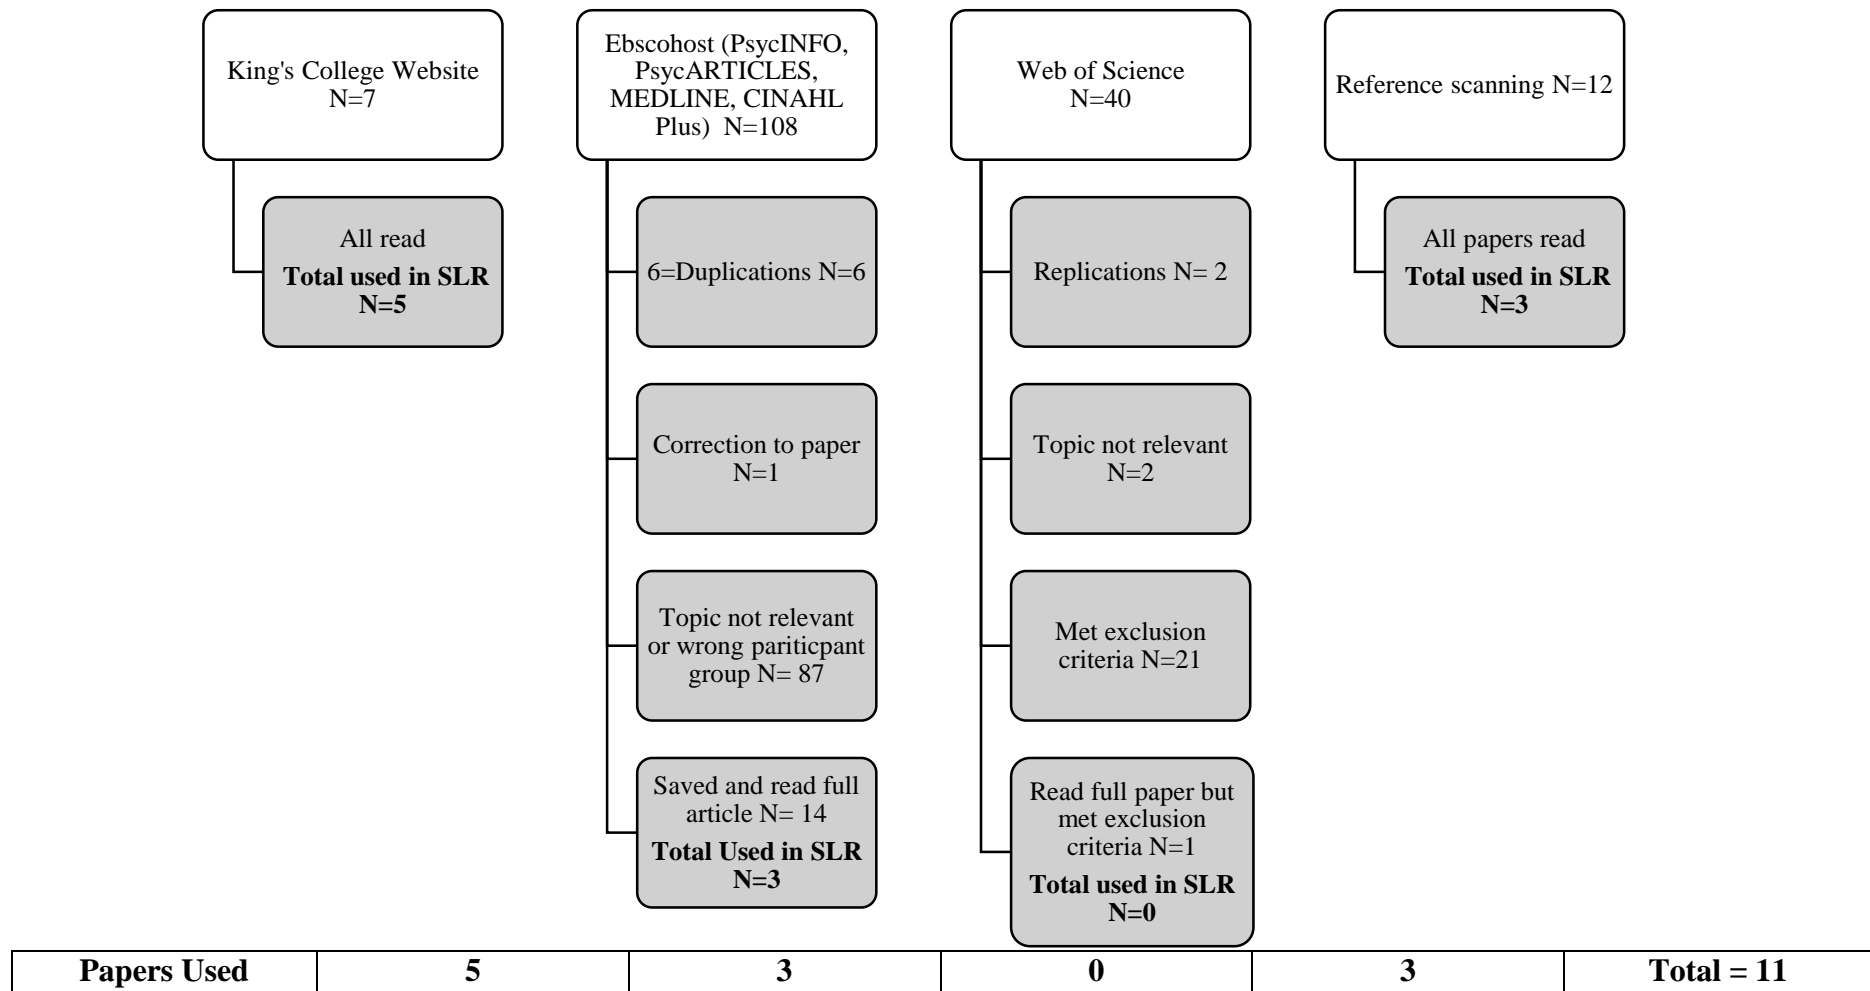 King's College Website
N=7
All read
Total used in SLR
N=5
Ebscohost (PsycINFO,
PsycARTICLES,
MEDLINE, CINAHL
Plus) N=108
6=Duplications N=6
Correction to paper
N=1
Topic not relevant
or wrong pariticpant
group N= 87
Saved and read full
article N= 14
Total Used in SLR
N=3
Web of Science
N=40
Replications N= 2
Topic not relevant
N=2
Met exclusion
criteria N=21
Read full paper but
met exclusion
criteria N=1
Total used in SLR
N=0
Reference scanning N=12
All papers read
Total used in SLR
N=3
Papers Used 5 3 0 3 Total = 11